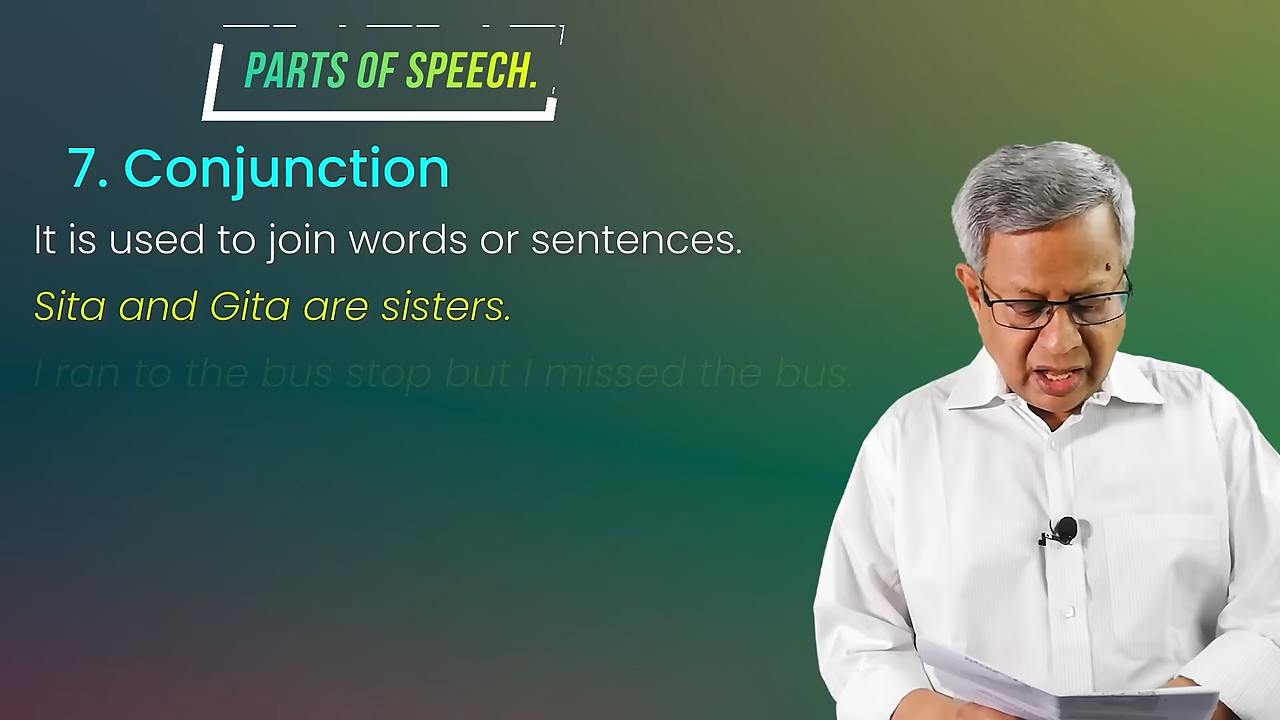 PARTS OF SPEECH.
7. Conjunction
It is used to join words or sentences.
Sita and Gita are sisters.
I ran to the bus stop but I missed the bus.